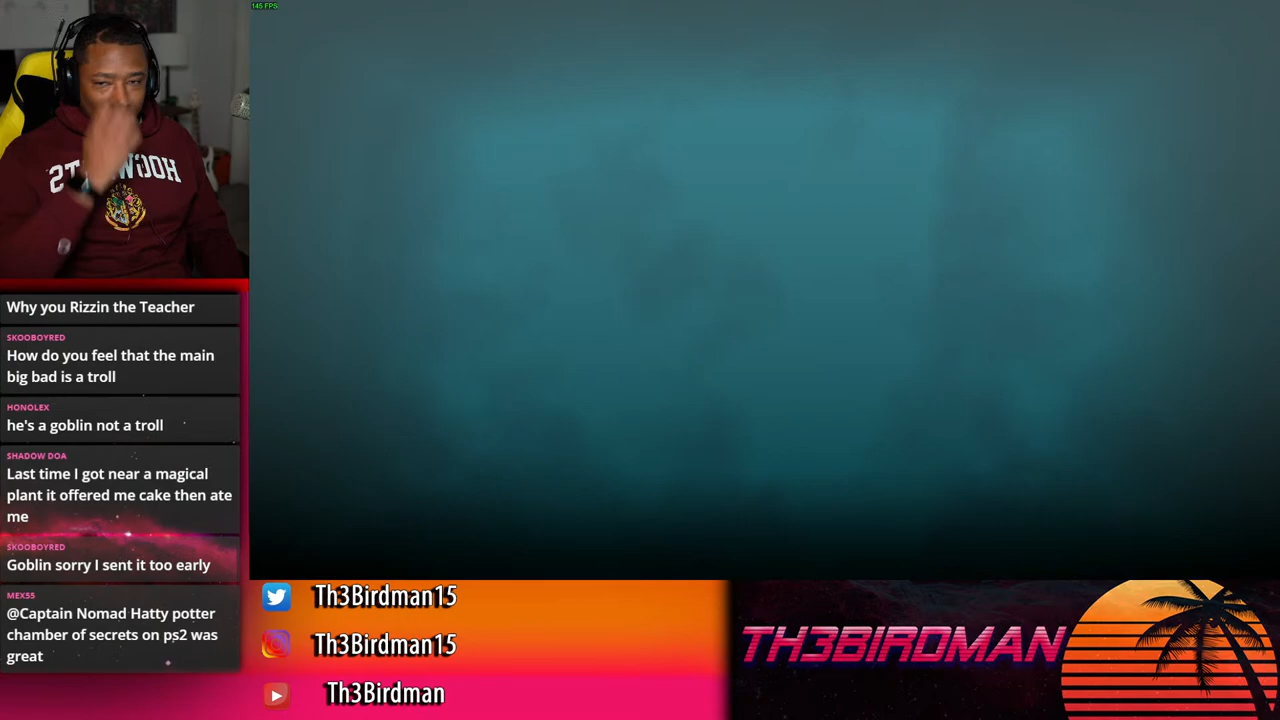 145 FPS
HOGWARTS
Why you Rizzin the Teacher
SKOOBOYRED
How do you feel that the main
big bad is a troll
HONOLEX
he's a goblin not a troll
SHADOW DOA
Last time I got near a magical
plant it offered me cake then ate
me
SKOOBOYRED
Goblin sorry I sent it too early
MEX55
@Captain Nomad Hatty potter
chamber of secrets on ps2 was
great
Th3Birdman15
Th3Birdman15
Th3Birdman
TH3BIRDMAN